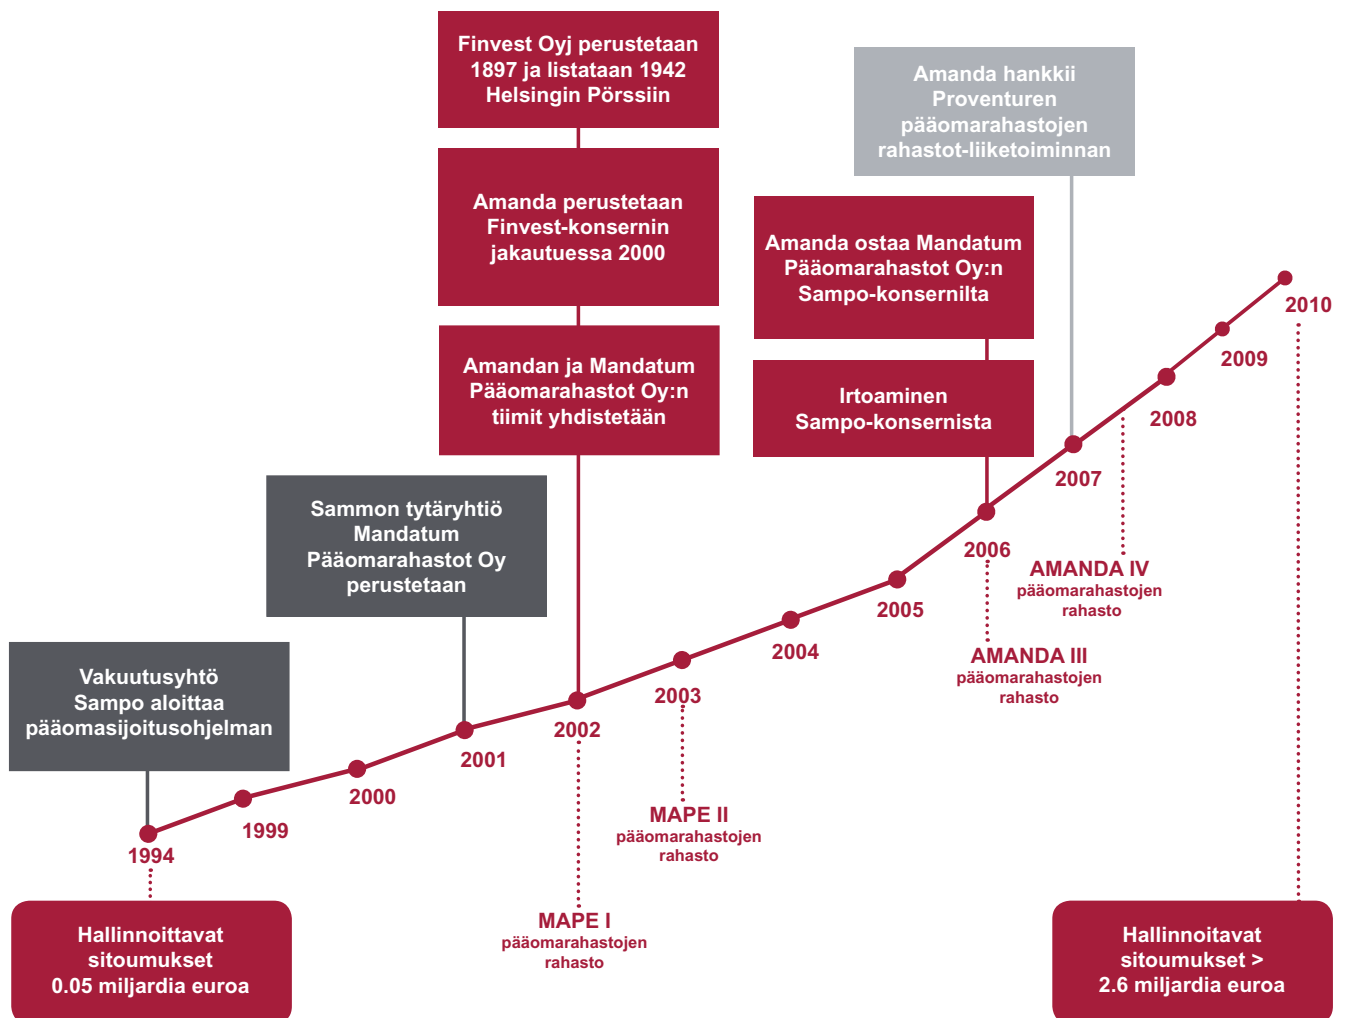 Finvest Oyj perustetaan
1897 ja listataan 1942
Helsingin Pörssiin
Amanda hankkii
Proventuren
pääomarahastojen
rahastot-liiketoiminnan
Amanda perustetaan
Finvest-konsernin
jakautuessa 2000
Amanda ostaa Mandatum
Pääomarahastot Oy:n
Sampo-konsernilta
Amandan ja Mandatum
Pääomarahastot Oy:n
tiimit yhdistetään
Irtoaminen
Sampo-konsernista
Sammon tytäryhtiö
Mandatum
Pääomarahastot Oy
perustetaan
Vakuutusyhtö
Sampo aloittaa
pääomasijoitusohjelman
1994
1999
2000
2001
2002
2003
2004
2005
2006
2007
2008
2009
2010
MAPE I
pääomarahastojen
rahasto
MAPE II
pääomarahastojen
rahasto
AMANDA III
pääomarahastojen
rahasto
AMANDA IV
pääomarahastojen
rahasto
Hallinnoittavat
sitoumukset
0.05 miljardia euroa
Hallinnoitavat
sitoumukset >
2.6 miljardia euroa